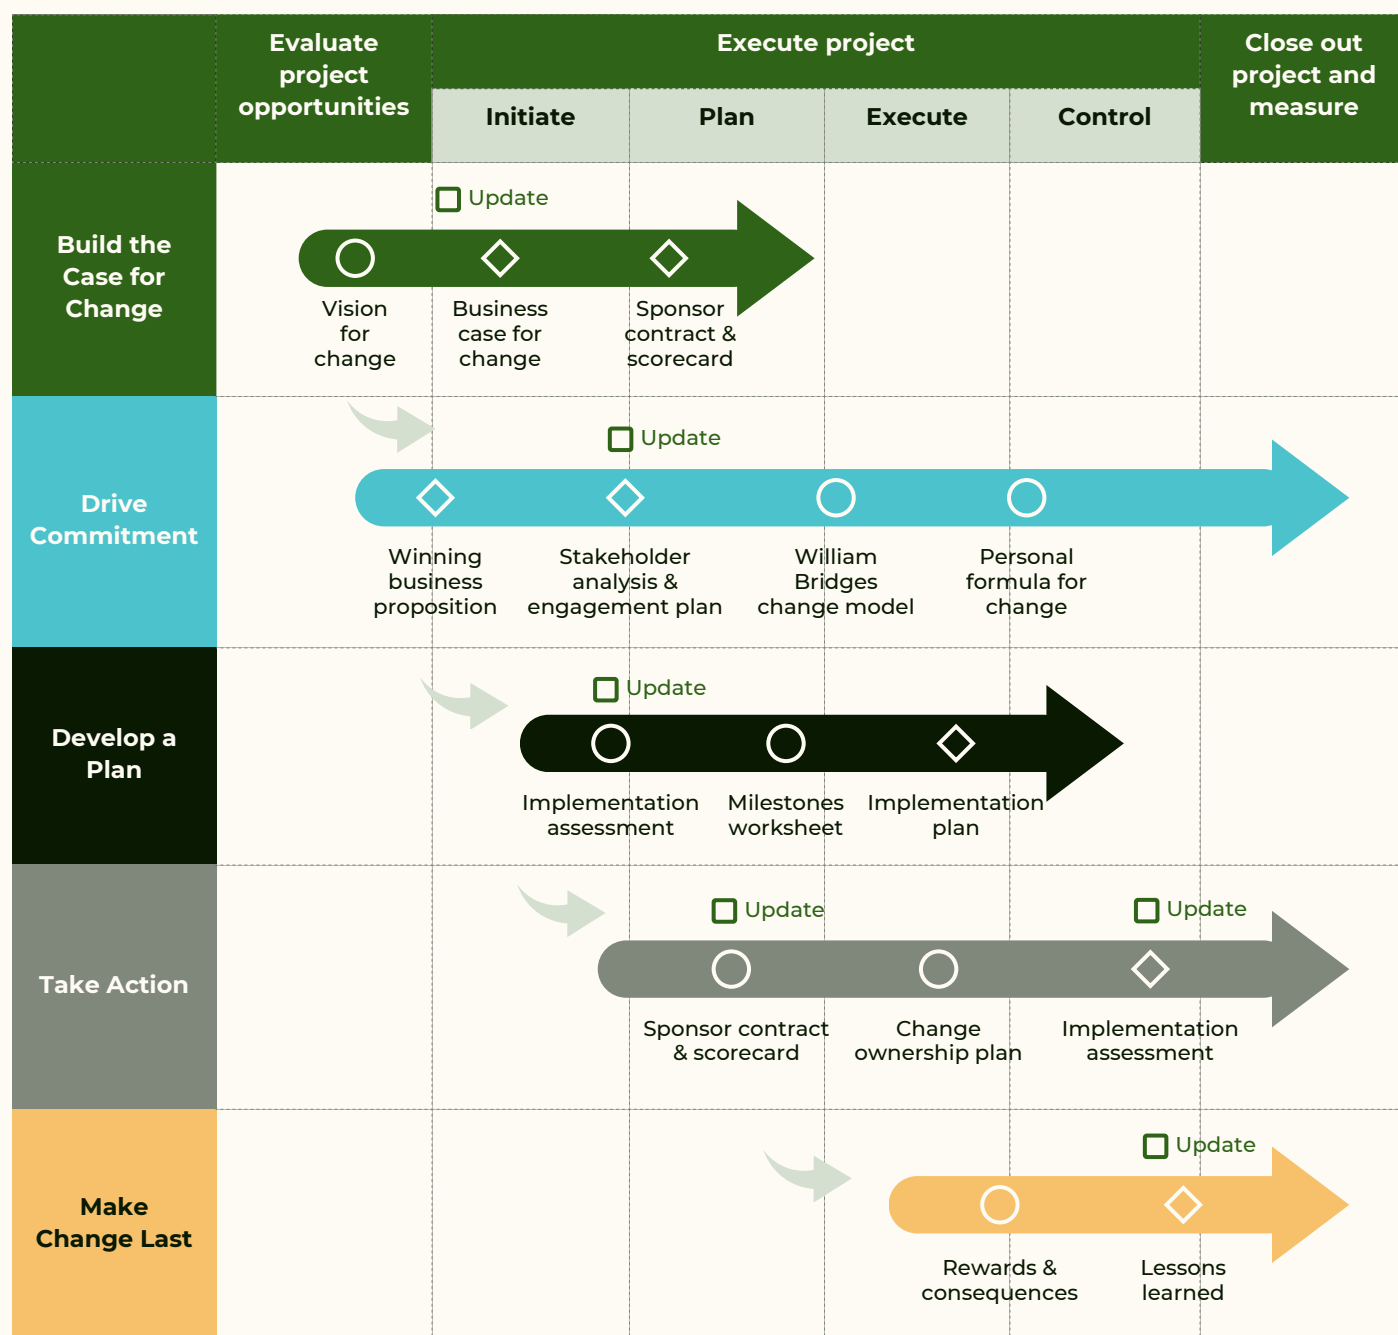 Evaluate
project
opportunities
Execute project
Close out
project and
measure
Initiate
Plan
Execute
Control
Build the
Case for
Change
Update
Vision
for
change
Business
case for
change
Sponsor
contract &
scorecard
Drive
Commitment
Update
Winning
business
proposition
Stakeholder
analysis &
engagement plan
William
Bridges
change model
Personal
formula for
change
Develop a
Plan
Update
Implementation
assessment
Milestones
worksheet
Implementation
plan
Take Action
Update
Update
Sponsor contract
& scorecard
Change
ownership plan
Implementation
assessment
Make
Change Last
Update
Rewards &
consequences
Lessons
learned